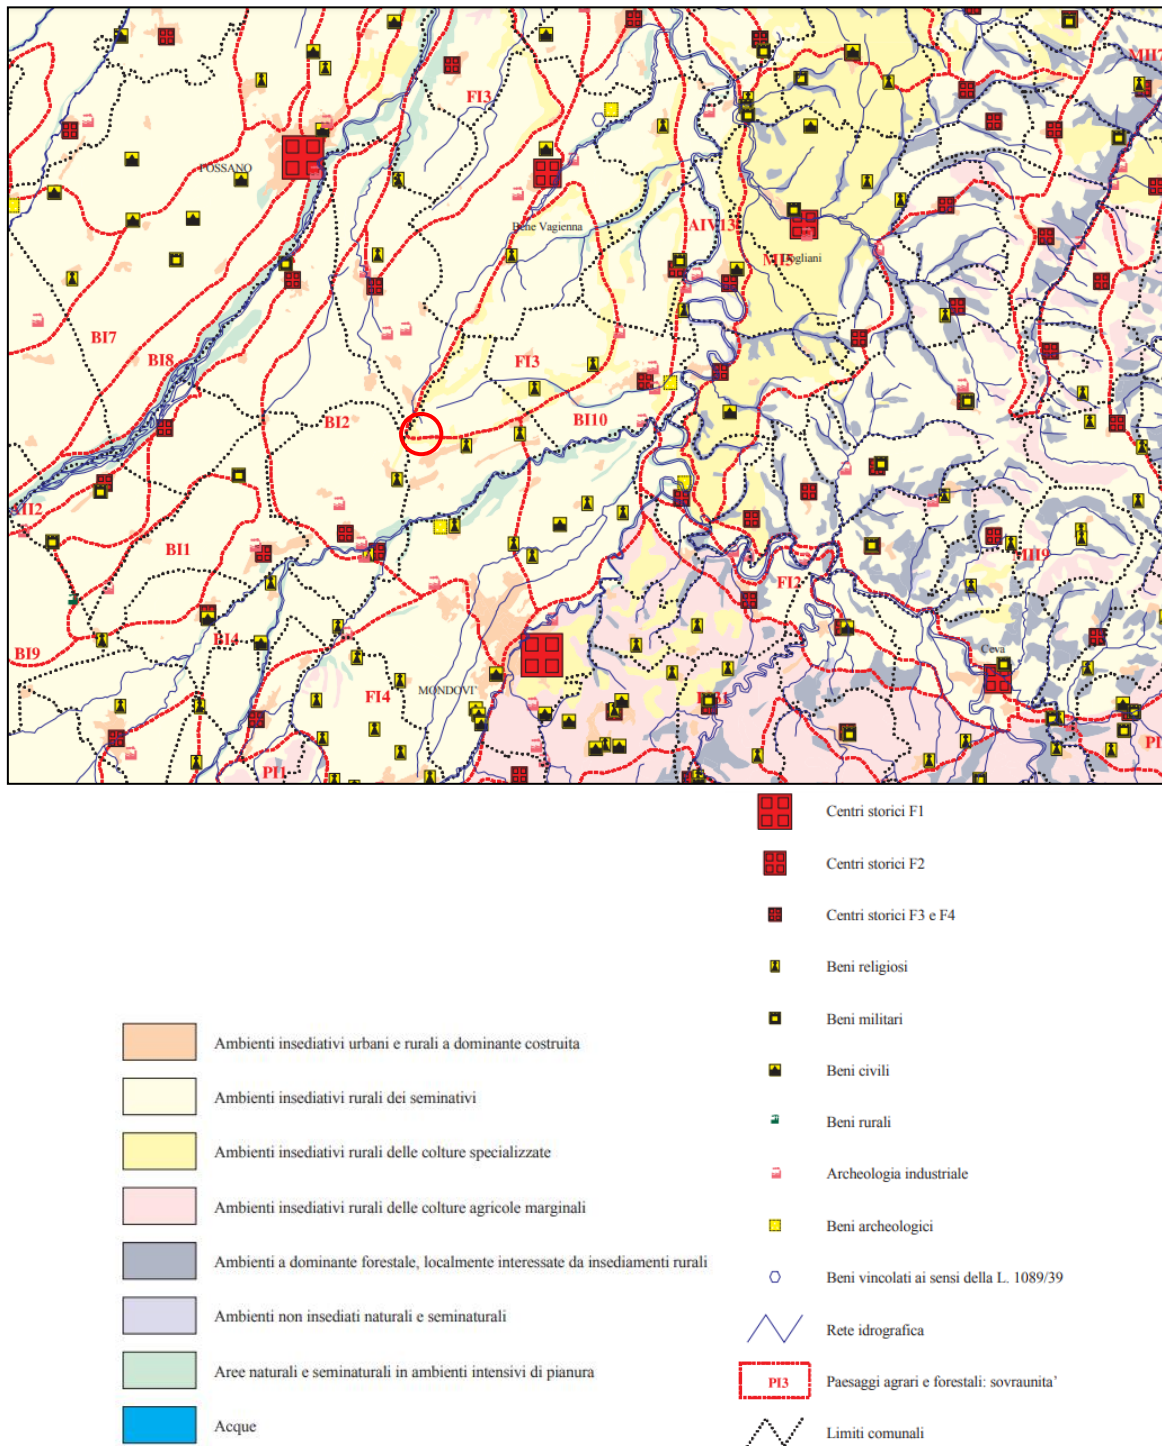 MII7
FI3
FOSSANO
Bene Vagienna
AIV13
MI5
Dogliani
BI7
BI8
FI3
BI2
BI10
AII2
BI1
FI2
MII9
BI4
BI9
Ceva
FI4
MONDOVI'
PI1
Centri storici F1
Centri storici F2
Centri storici F3 e F4
Beni religiosi
Beni militari
Beni civili
Beni rurali
Archeologia industriale
Beni archeologici
Beni vincolati ai sensi della L. 1089/39
Rete idrografica
PI3 Paesaggi agrari e forestali: sovraunita'
Limiti comunali
Ambienti insediativi urbani e rurali a dominante costruita
Ambienti insediativi rurali dei seminativi
Ambienti insediativi rurali delle colture specializzate
Ambienti insediativi rurali delle colture agricole marginali
Ambienti a dominante forestale, localmente interessate da insediamenti rurali
Ambienti non insediati naturali e seminaturali
Aree naturali e seminaturali in ambienti intensivi di pianura
Acque